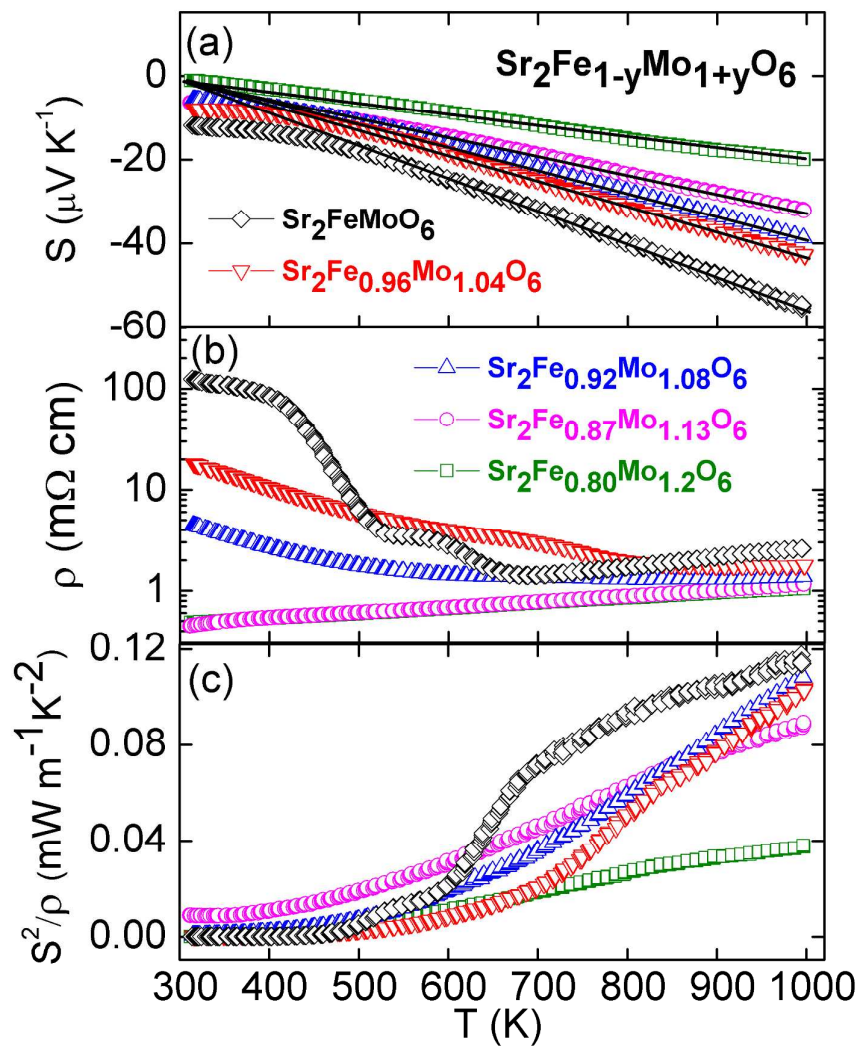 (a) Sr2Fe1-yMo1+yO6
0
-20
-40
-60
S (μV K-1)
Sr2FeMoO6
Sr2Fe0.96Mo1.04O6
(b)
100
10
1
ρ (mΩ cm)
Sr2Fe0.92Mo1.08O6
Sr2Fe0.87Mo1.13O6
Sr2Fe0.80Mo1.2O6
(c)
0.12
0.08
0.04
0.00
S2/ρ (mW m-1K-2)
300 400 500 600 700 800 900 1000
T (K)